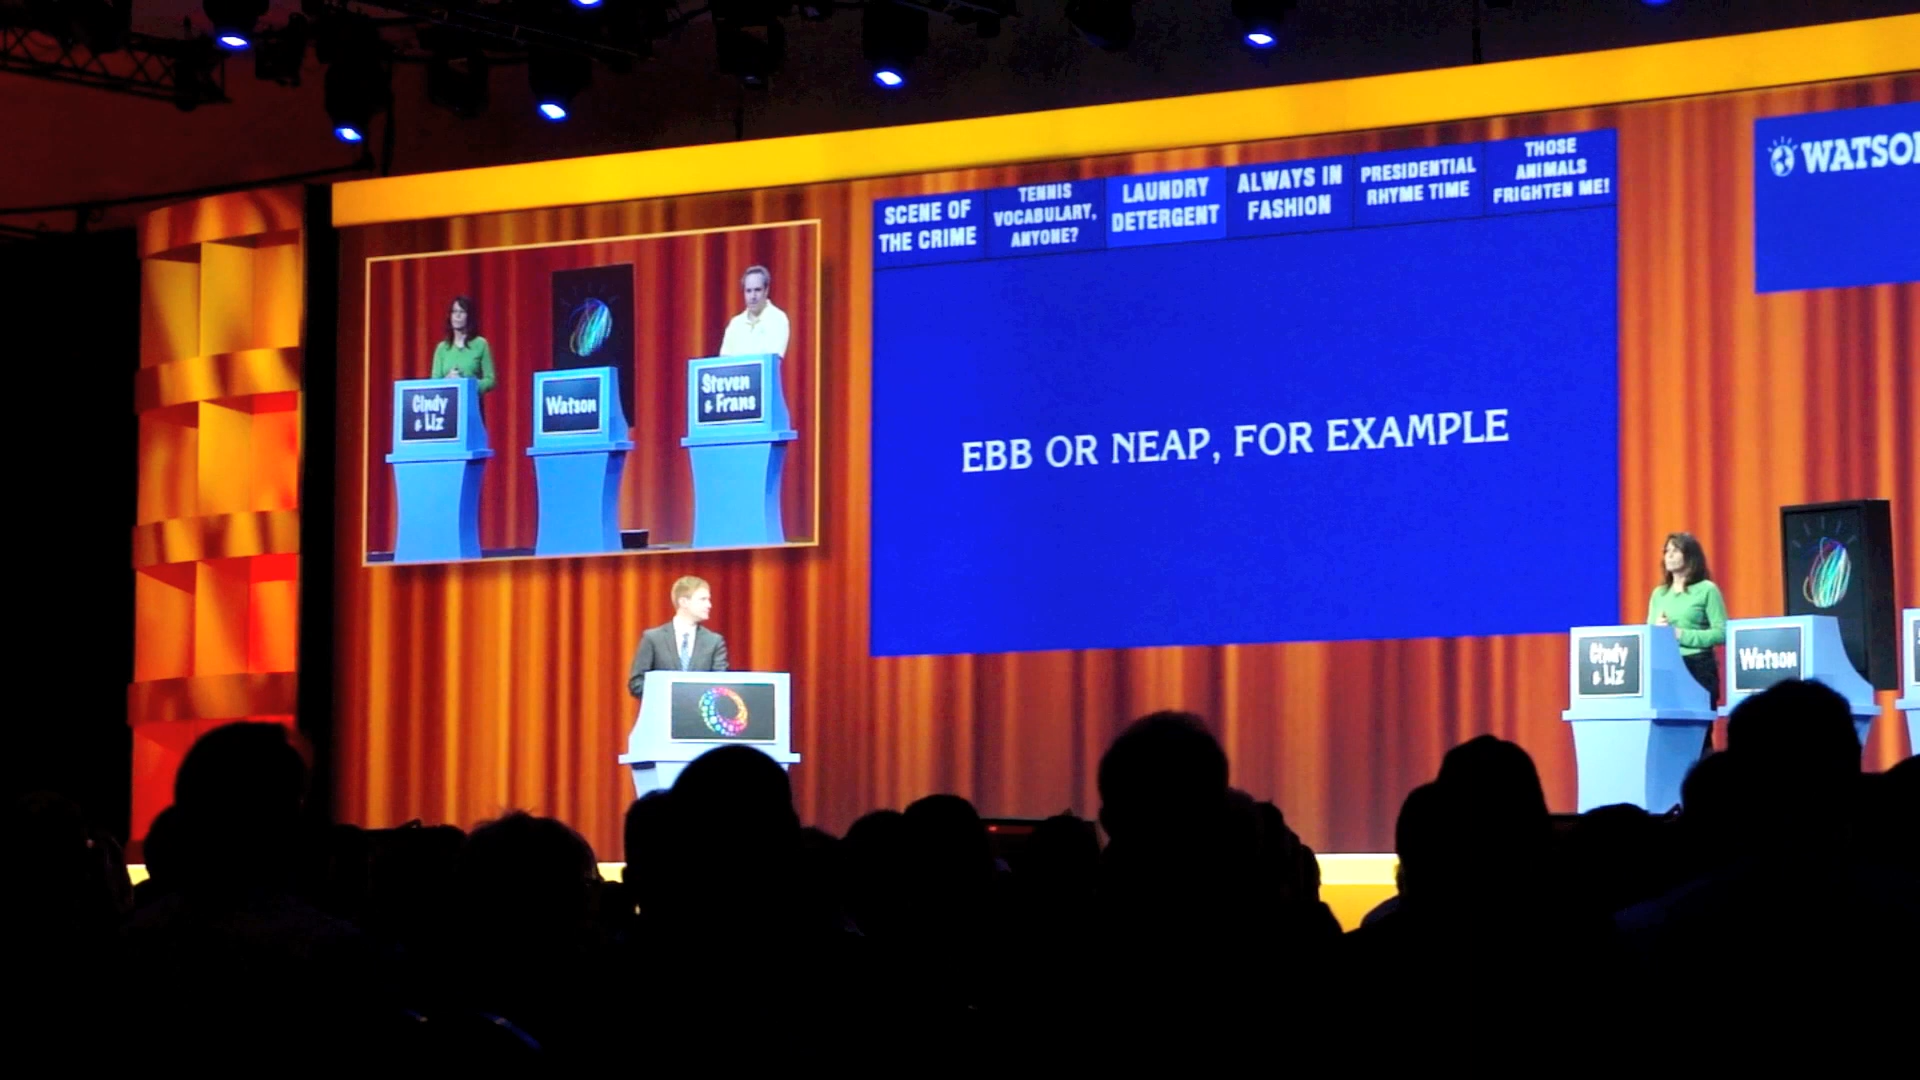 SCENE OF
THE CRIME
TENNIS
VOCABULARY,
ANYONE?
LAUNDRY
DETERGENT
ALWAYS IN
FASHION
PRESIDENTIAL
RHYME TIME
THOSE
ANIMALS
FRIGHTEN ME!
WATSO
EBB OR NEAP, FOR EXAMPLE
Cindy
& Liz
Watson
Steven
& Frans
Cindy
& Liz
Watson